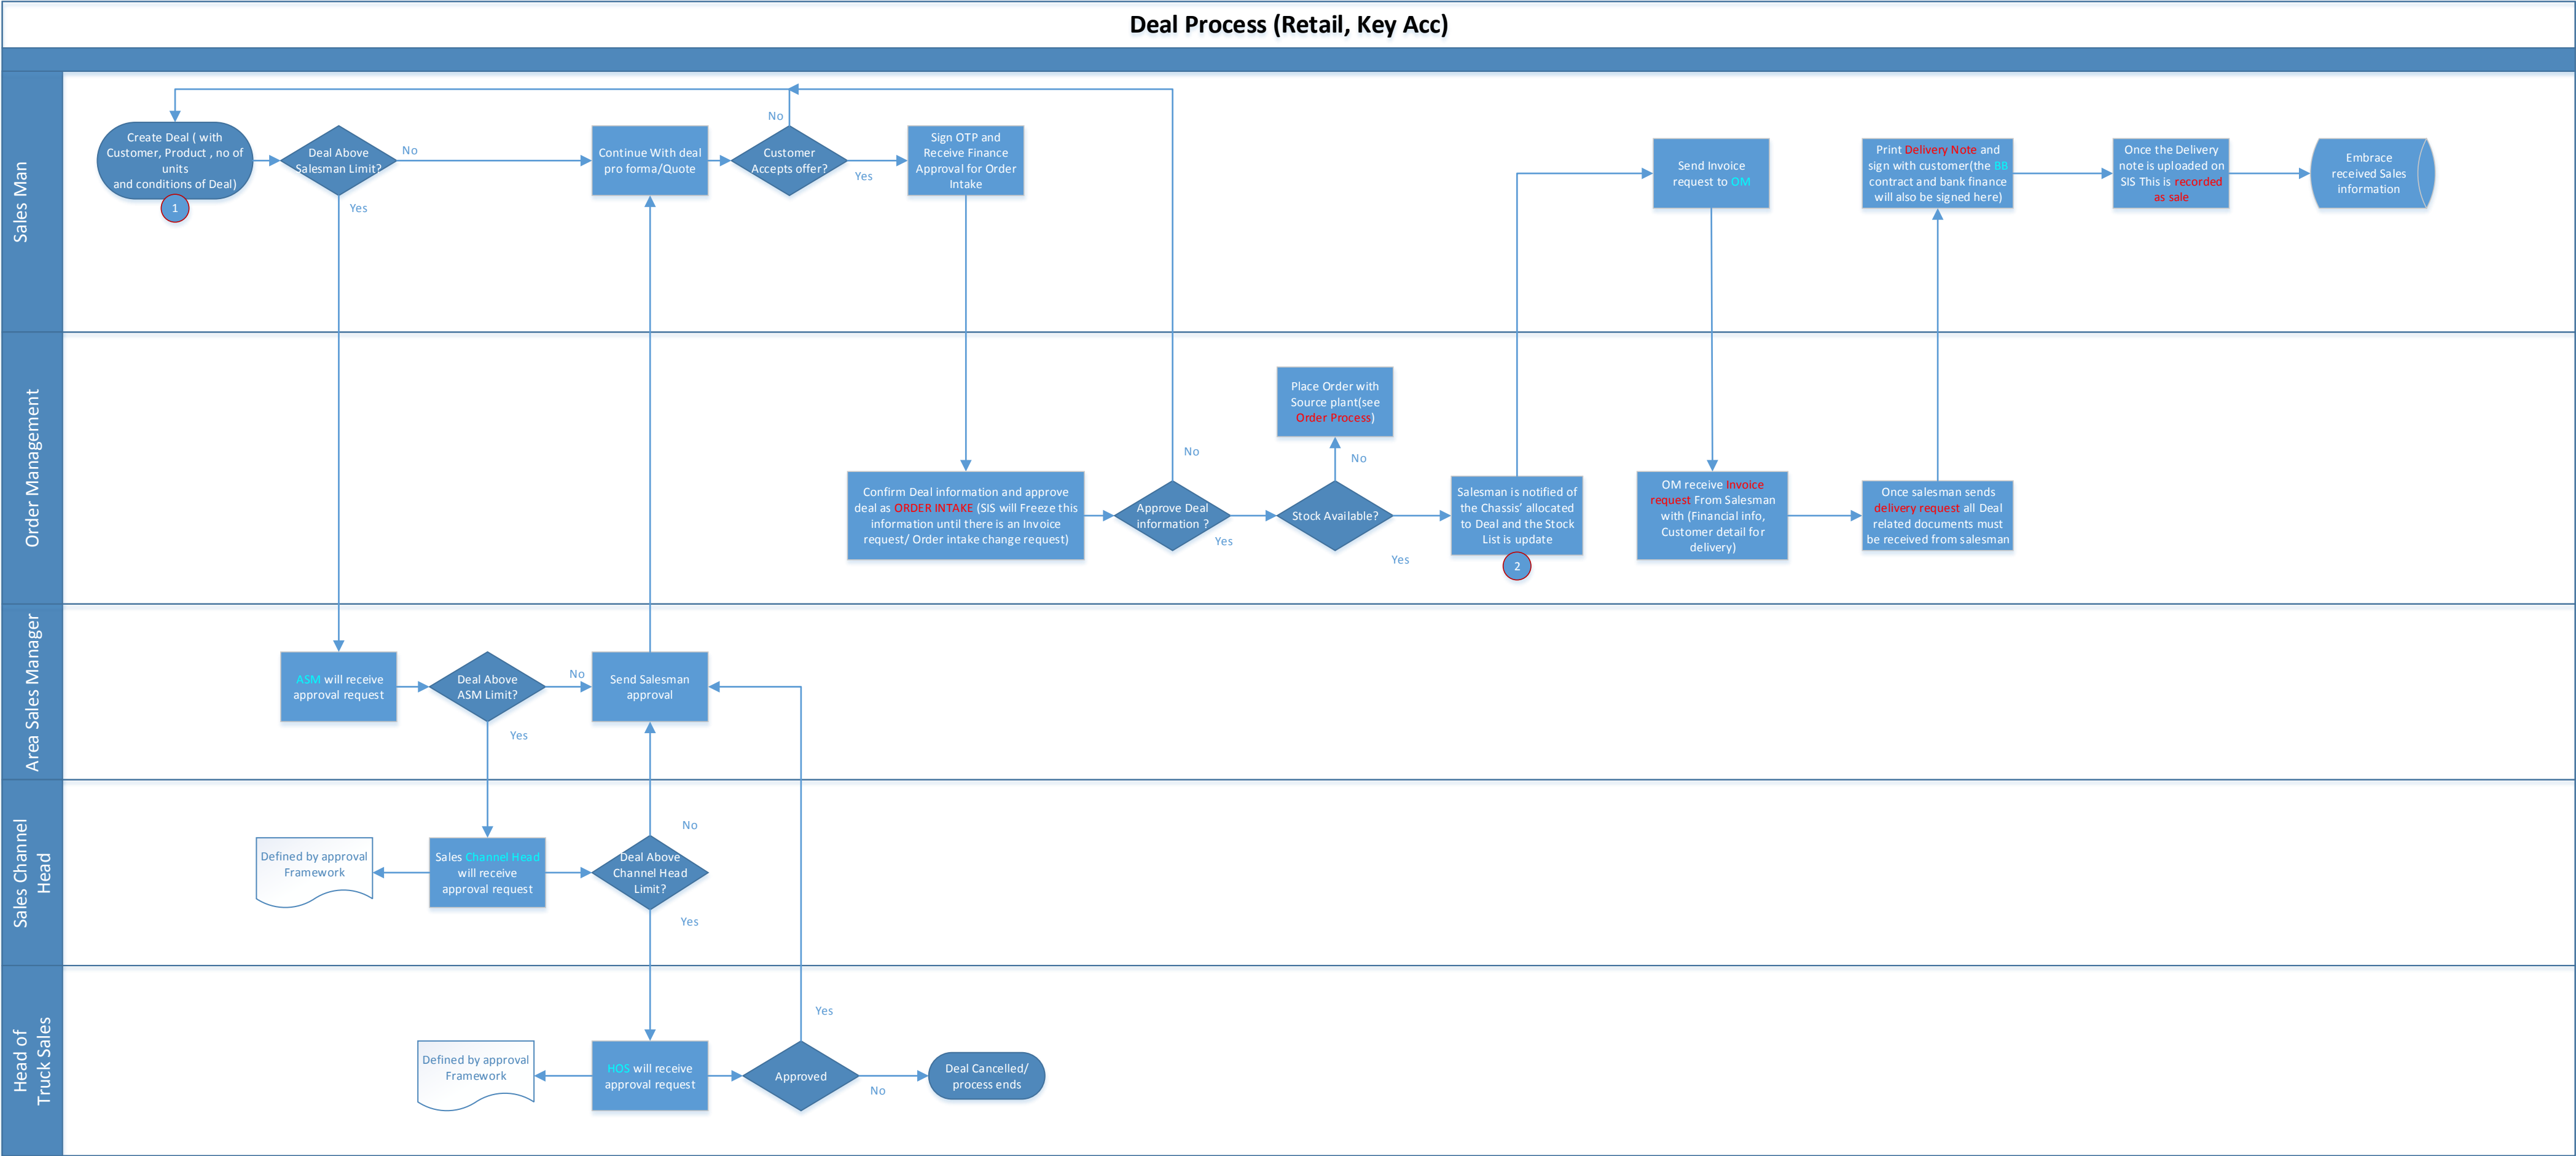 Deal Process (Retail, Key Acc)
Sales Man
Create Deal ( with
Customer, Product , no of
units
and conditions of Deal)
1
Deal Above
Salesman Limit?
No
Yes
Continue With deal
pro forma/Quote
Customer
Accepts offer?
No
Yes
Sign OTP and
Receive Finance
Approval for Order
Intake
Send Invoice
request to OM
Print Delivery Note and
sign with customer(the BB
contract and bank finance
will also be signed here)
Once the Delivery
note is uploaded on
SIS This is recorded
as sale
Embrace
received Sales
information
Order Management
Confirm Deal information and approve
deal as ORDER INTAKE (SIS will Freeze this
information until there is an Invoice
request/ Order intake change request)
Approve Deal
information ?
No
Yes
Place Order with
Source plant(see
Order Process)
No
Stock Available?
Yes
Salesman is notified of
the Chassis’ allocated
to Deal and the Stock
List is update
2
OM receive Invoice
request From Salesman
with (Financial info,
Customer detail for
delivery)
Once salesman sends
delivery request all Deal
related documents must
be received from salesman
Area Sales Manager
ASM will receive
approval request
Deal Above
ASM Limit?
No
Yes
Send Salesman
approval
Sales Channel
Head
Defined by approval
Framework
Sales Channel Head
will receive
approval request
Deal Above
Channel Head
Limit?
No
Yes
Head of
Truck Sales
Defined by approval
Framework
HOS will receive
approval request
Approved
Yes
No
Deal Cancelled/
process ends